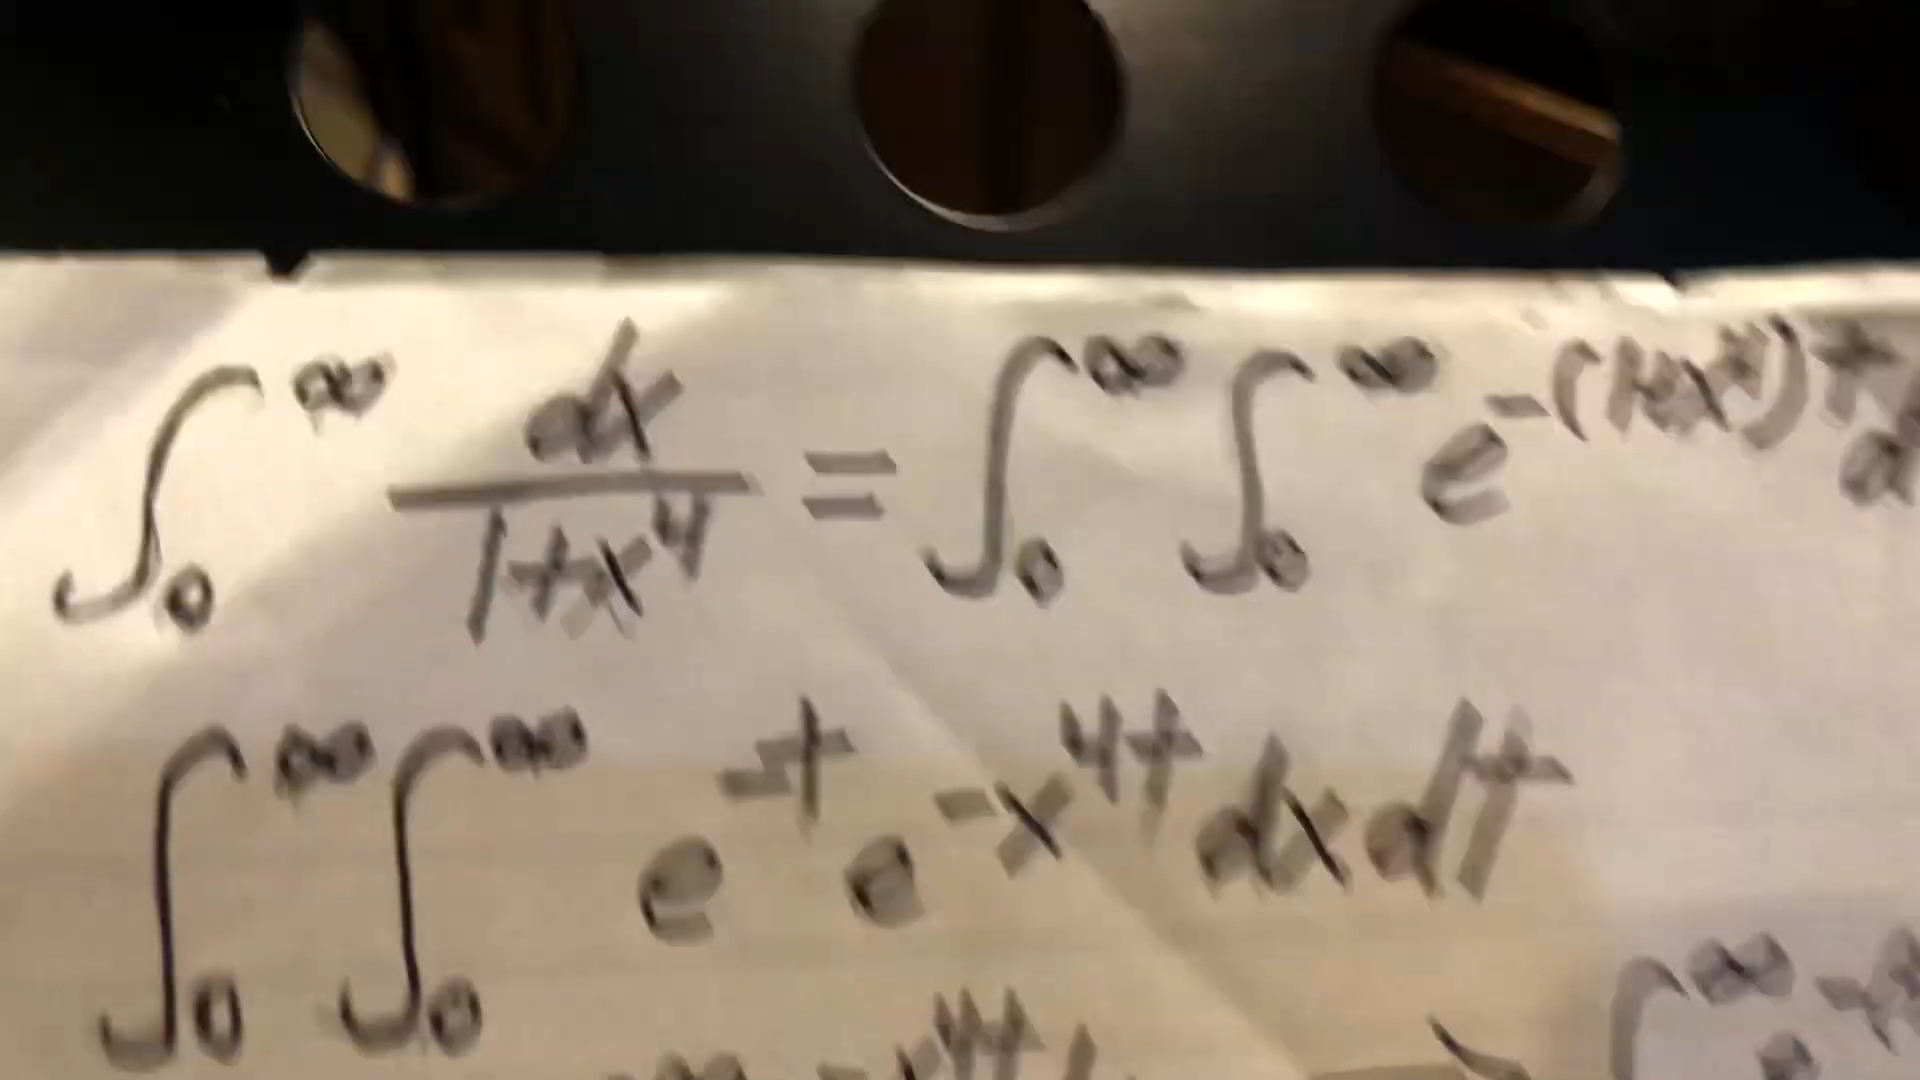 ∫₀^∞ dx/(1+x⁴) = ∫₀^∞ ∫₀^∞ e^-(1+x⁴)t d
∫₀^∞ ∫₀^∞ e^-t e^-x⁴t dx dt